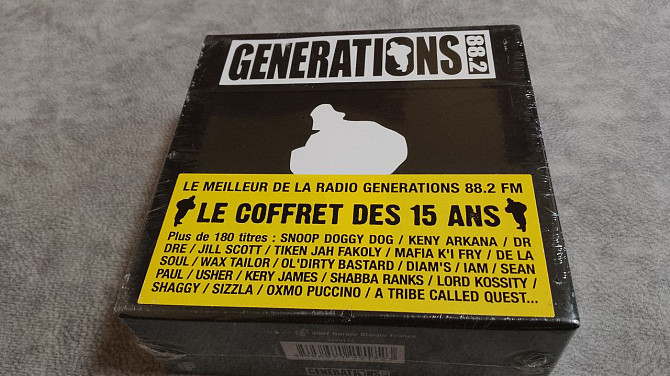 GENERATIONS 88.2
LE MEILLEUR DE LA RADIO GENERATIONS 88.2 FM
LE COFFRET DES 15 ANS
Plus de 180 titres : SNOOP DOGGY DOG / KENY ARKANA / DR
DRE / JILL SCOTT / TIKEN JAH FAKOLY / MAFIA K'I FRY / DE LA
SOUL / WAX TAILOR / OL'DIRTY BASTARD / DIAM'S / IAM / SEAN
PAUL / USHER / KERY JAMES / SHABBA RANKS / LORD KOSSITY /
SHAGGY / SIZZLA / OXMO PUCCINO / A TRIBE CALLED QUEST...
GENERATIONS